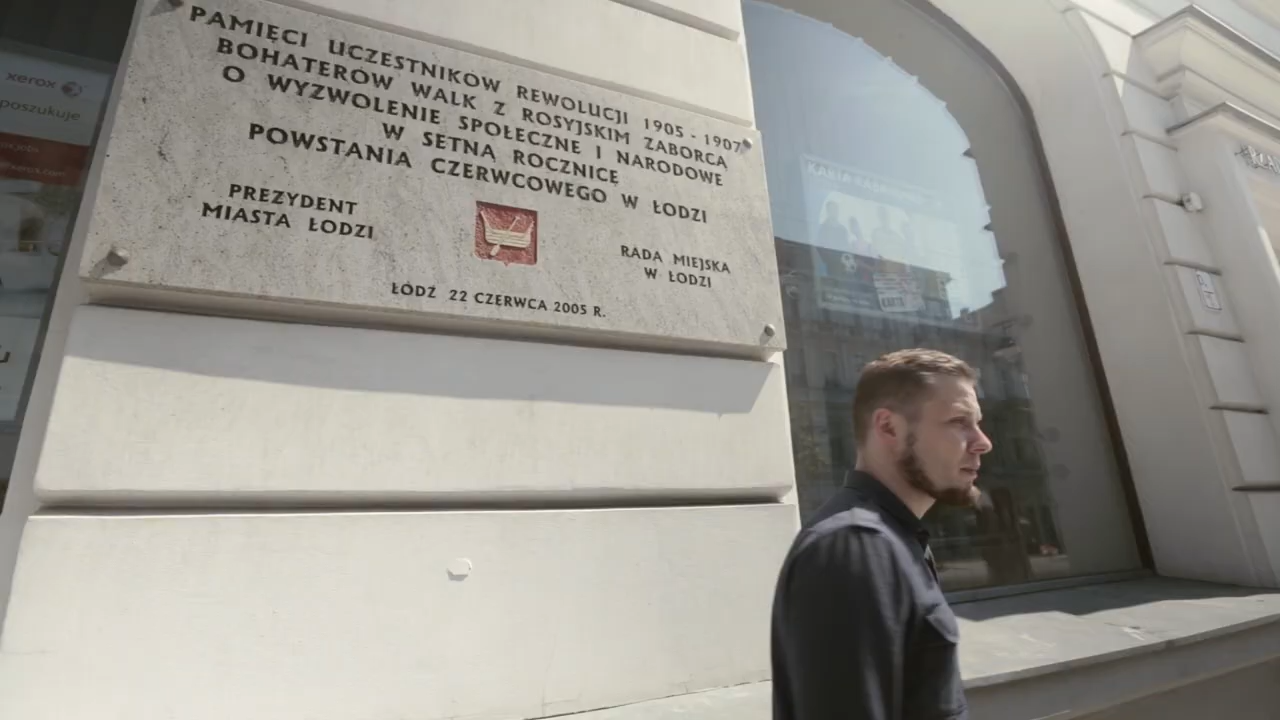 xerox
poszukuje
PAMIĘCI UCZESTNIKÓW REWOLUCJI 1905 - 1907
BOHATERÓW WALK Z ROSYJSKIM ZABORCĄ
O WYZWOLENIE SPOŁECZNE I NARODOWE
W SETNĄ ROCZNICĘ
POWSTANIA CZERWCOWEGO W ŁODZI
PREZYDENT
MIASTA ŁODZI
RADA MIEJSKA
W ŁODZI
ŁÓDŹ 22 CZERWCA 2005 R.
KARTA